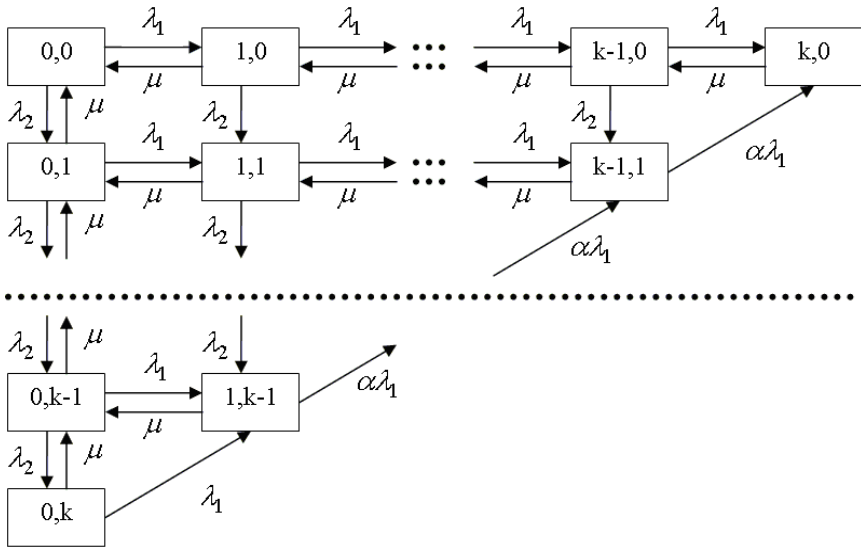 λ₁ λ₁ λ₁ λ₁
0,0 1,0 ••• ••• k-1,0 k,0
μ μ μ μ
λ₂ μ λ₂ λ₂
λ₁ λ₁ λ₁ αλ₁
0,1 1,1 ••• ••• k-1,1
μ μ μ
λ₂ μ λ₂ αλ₁
λ₂ μ λ₂
λ₁ αλ₁
0,k-1 1,k-1
μ
λ₂ μ
λ₁
0,k